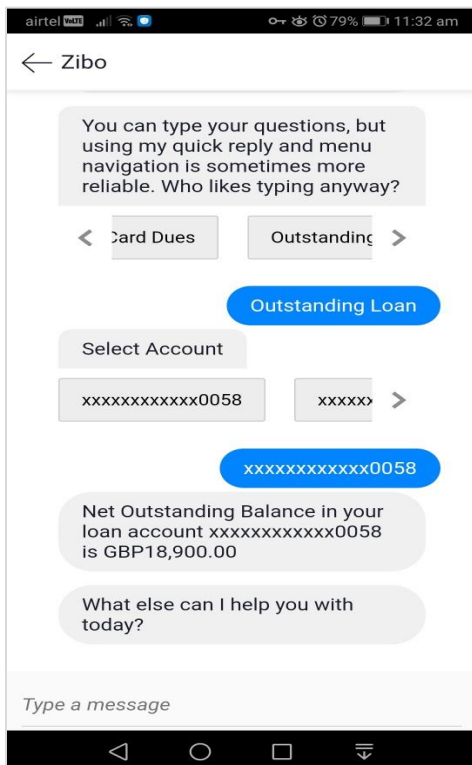 airtel VoLTE 79% 11:32 am
Zibo
You can type your questions, but
using my quick reply and menu
navigation is sometimes more
reliable. Who likes typing anyway?
Card Dues Outstanding
Outstanding Loan
Select Account
xxxxxxxxxxxx0058 xxxxxx
xxxxxxxxxxxx0058
Net Outstanding Balance in your
loan account xxxxxxxxxxxx0058
is GBP18,900.00
What else can I help you with
today?
Type a message